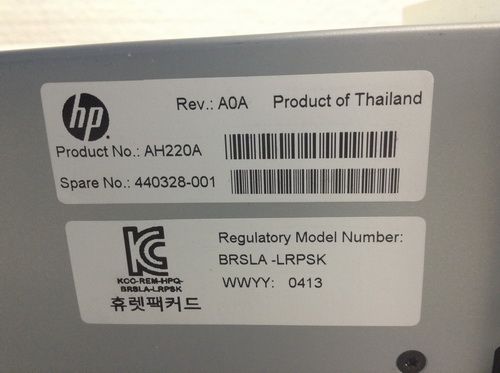 hp
Rev.: A0A Product of Thailand
Product No.: AH220A
Spare No.: 440328-001
KCC-REM-HPQ-
BRSLA-LRPSK
휴렛팩커드
Regulatory Model Number:
BRSLA -LRPSK
WWYY: 0413